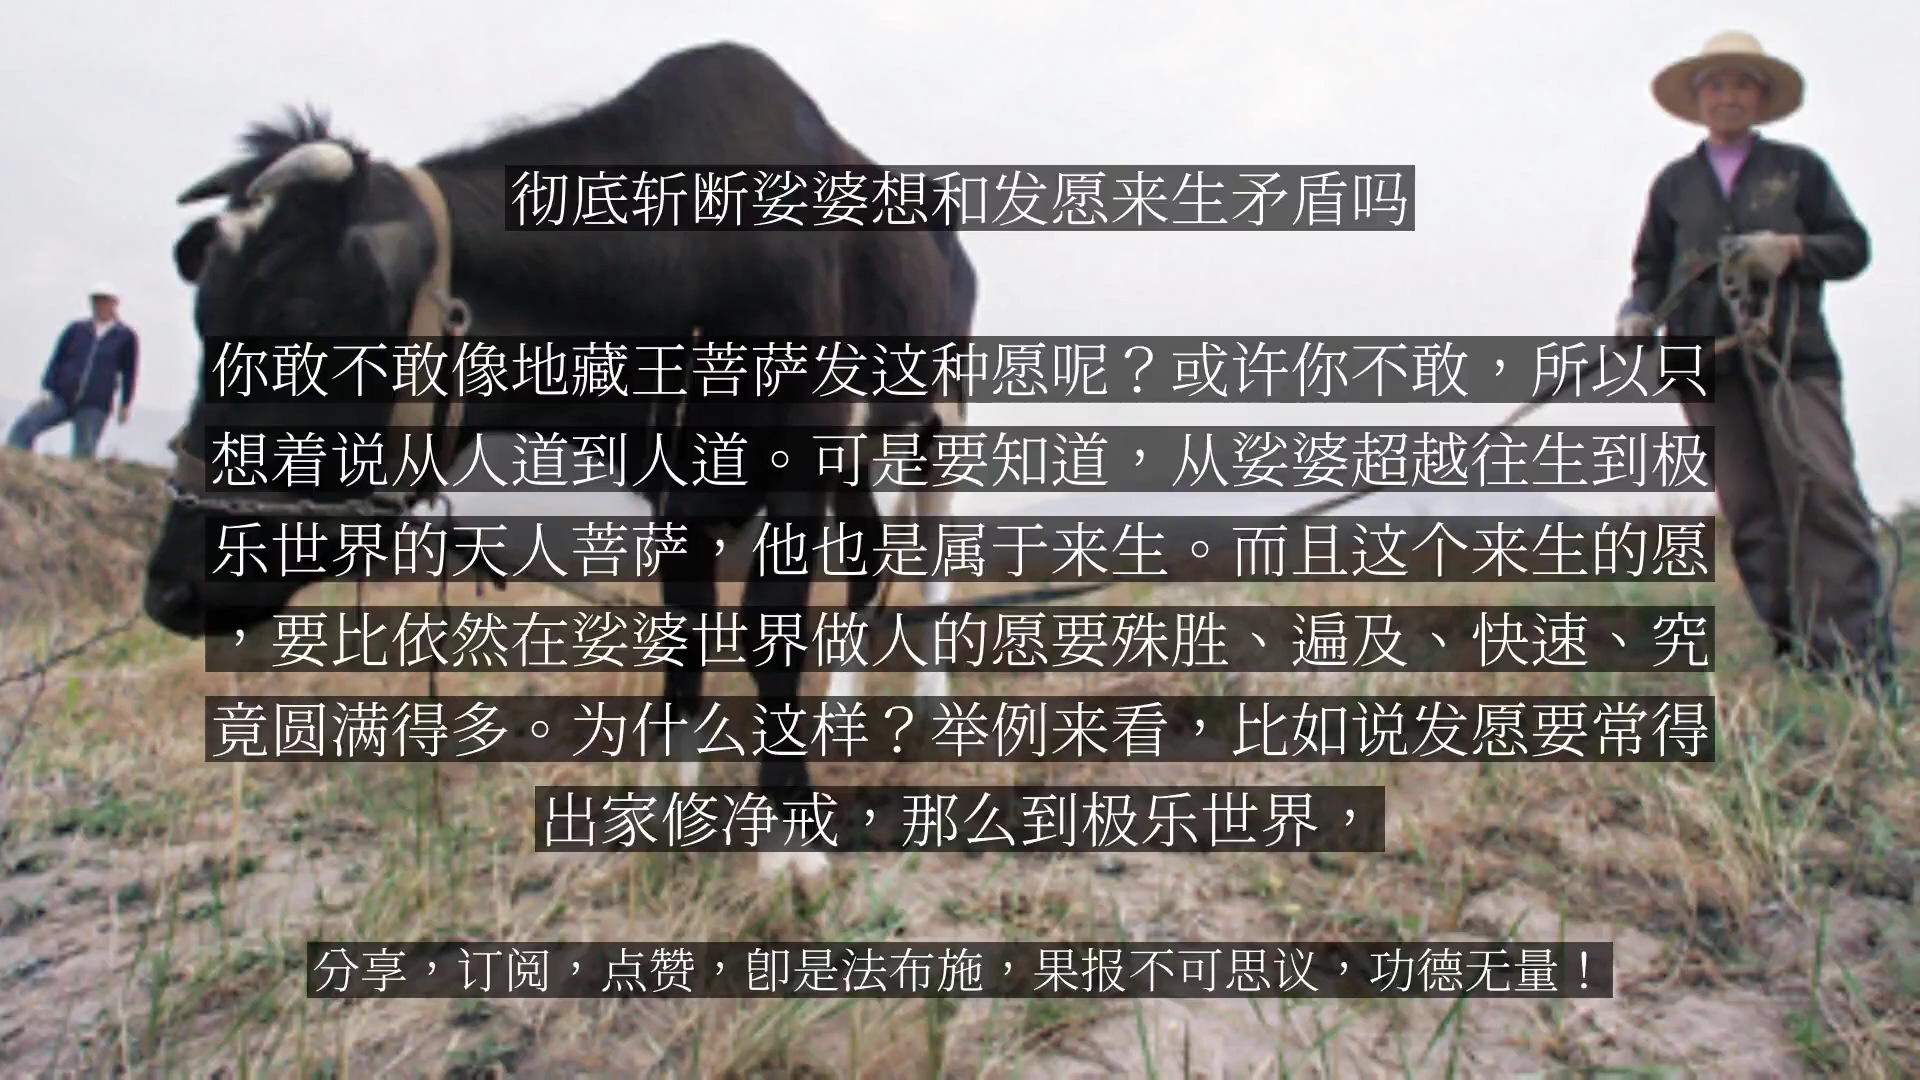 彻底斩断娑婆想和发愿来生矛盾吗
你敢不敢像地藏王菩萨发这种愿呢？或许你不敢，所以只
想着说从人道到人道。可是要知道，从娑婆超越往生到极
乐世界的天人菩萨，他也是属于来生。而且这个来生的愿
，要比依然在娑婆世界做人的愿要殊胜、遍及、快速、究
竟圆满得多。为什么这样？举例来看，比如说发愿要常得
出家修净戒，那么到极乐世界，
分享，订阅，点赞，卽是法布施，果报不可思议，功德无量！